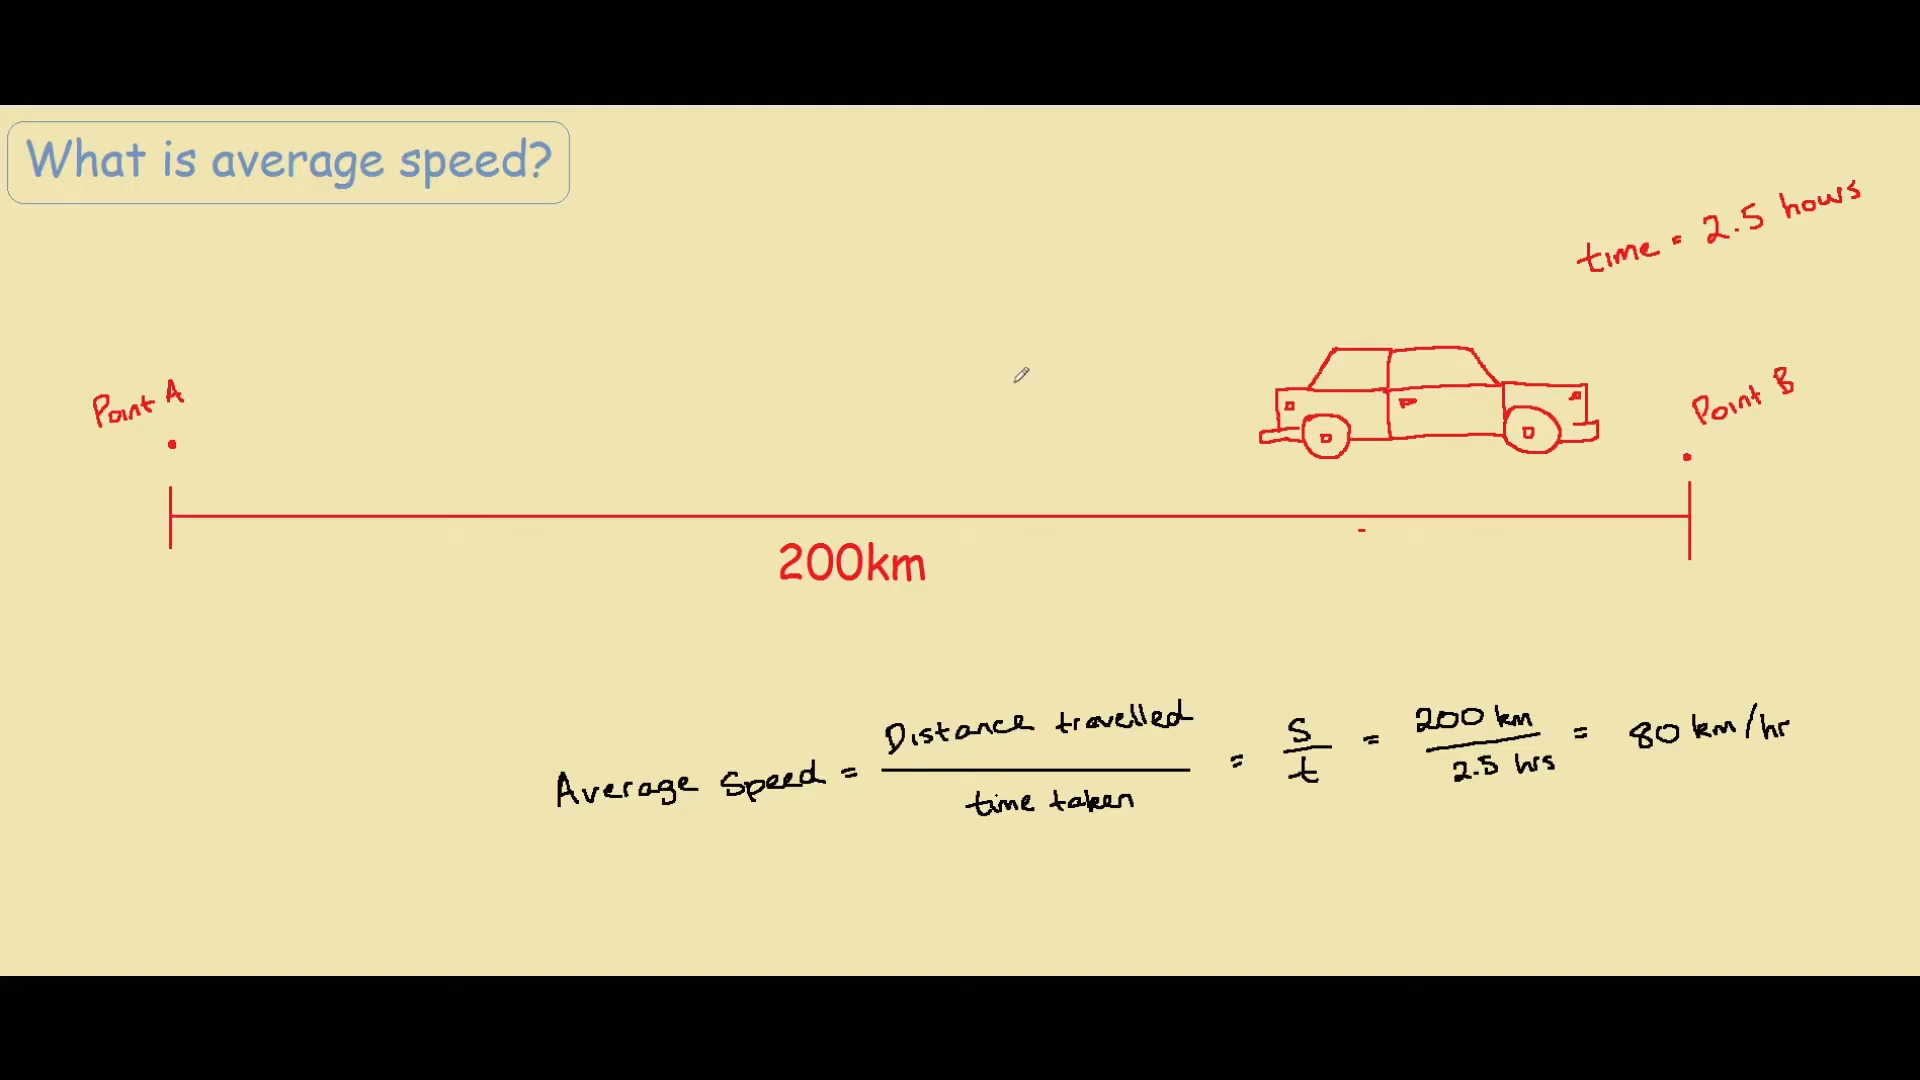 What is average speed?
time = 2.5 hours
Point A
Point B
200km
Average Speed = Distance travelled / time taken = S / t = 200 km / 2.5 hrs = 80 km/hr